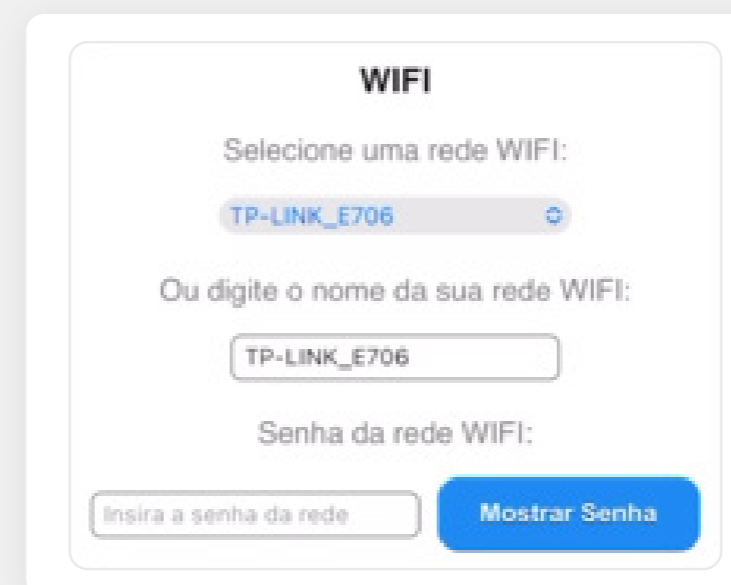 WIFI
Selecione uma rede WIFI:
TP-LINK_E706
Ou digite o nome da sua rede WIFI:
TP-LINK_E706
Senha da rede WIFI:
Insira a senha da rede
Mostrar Senha